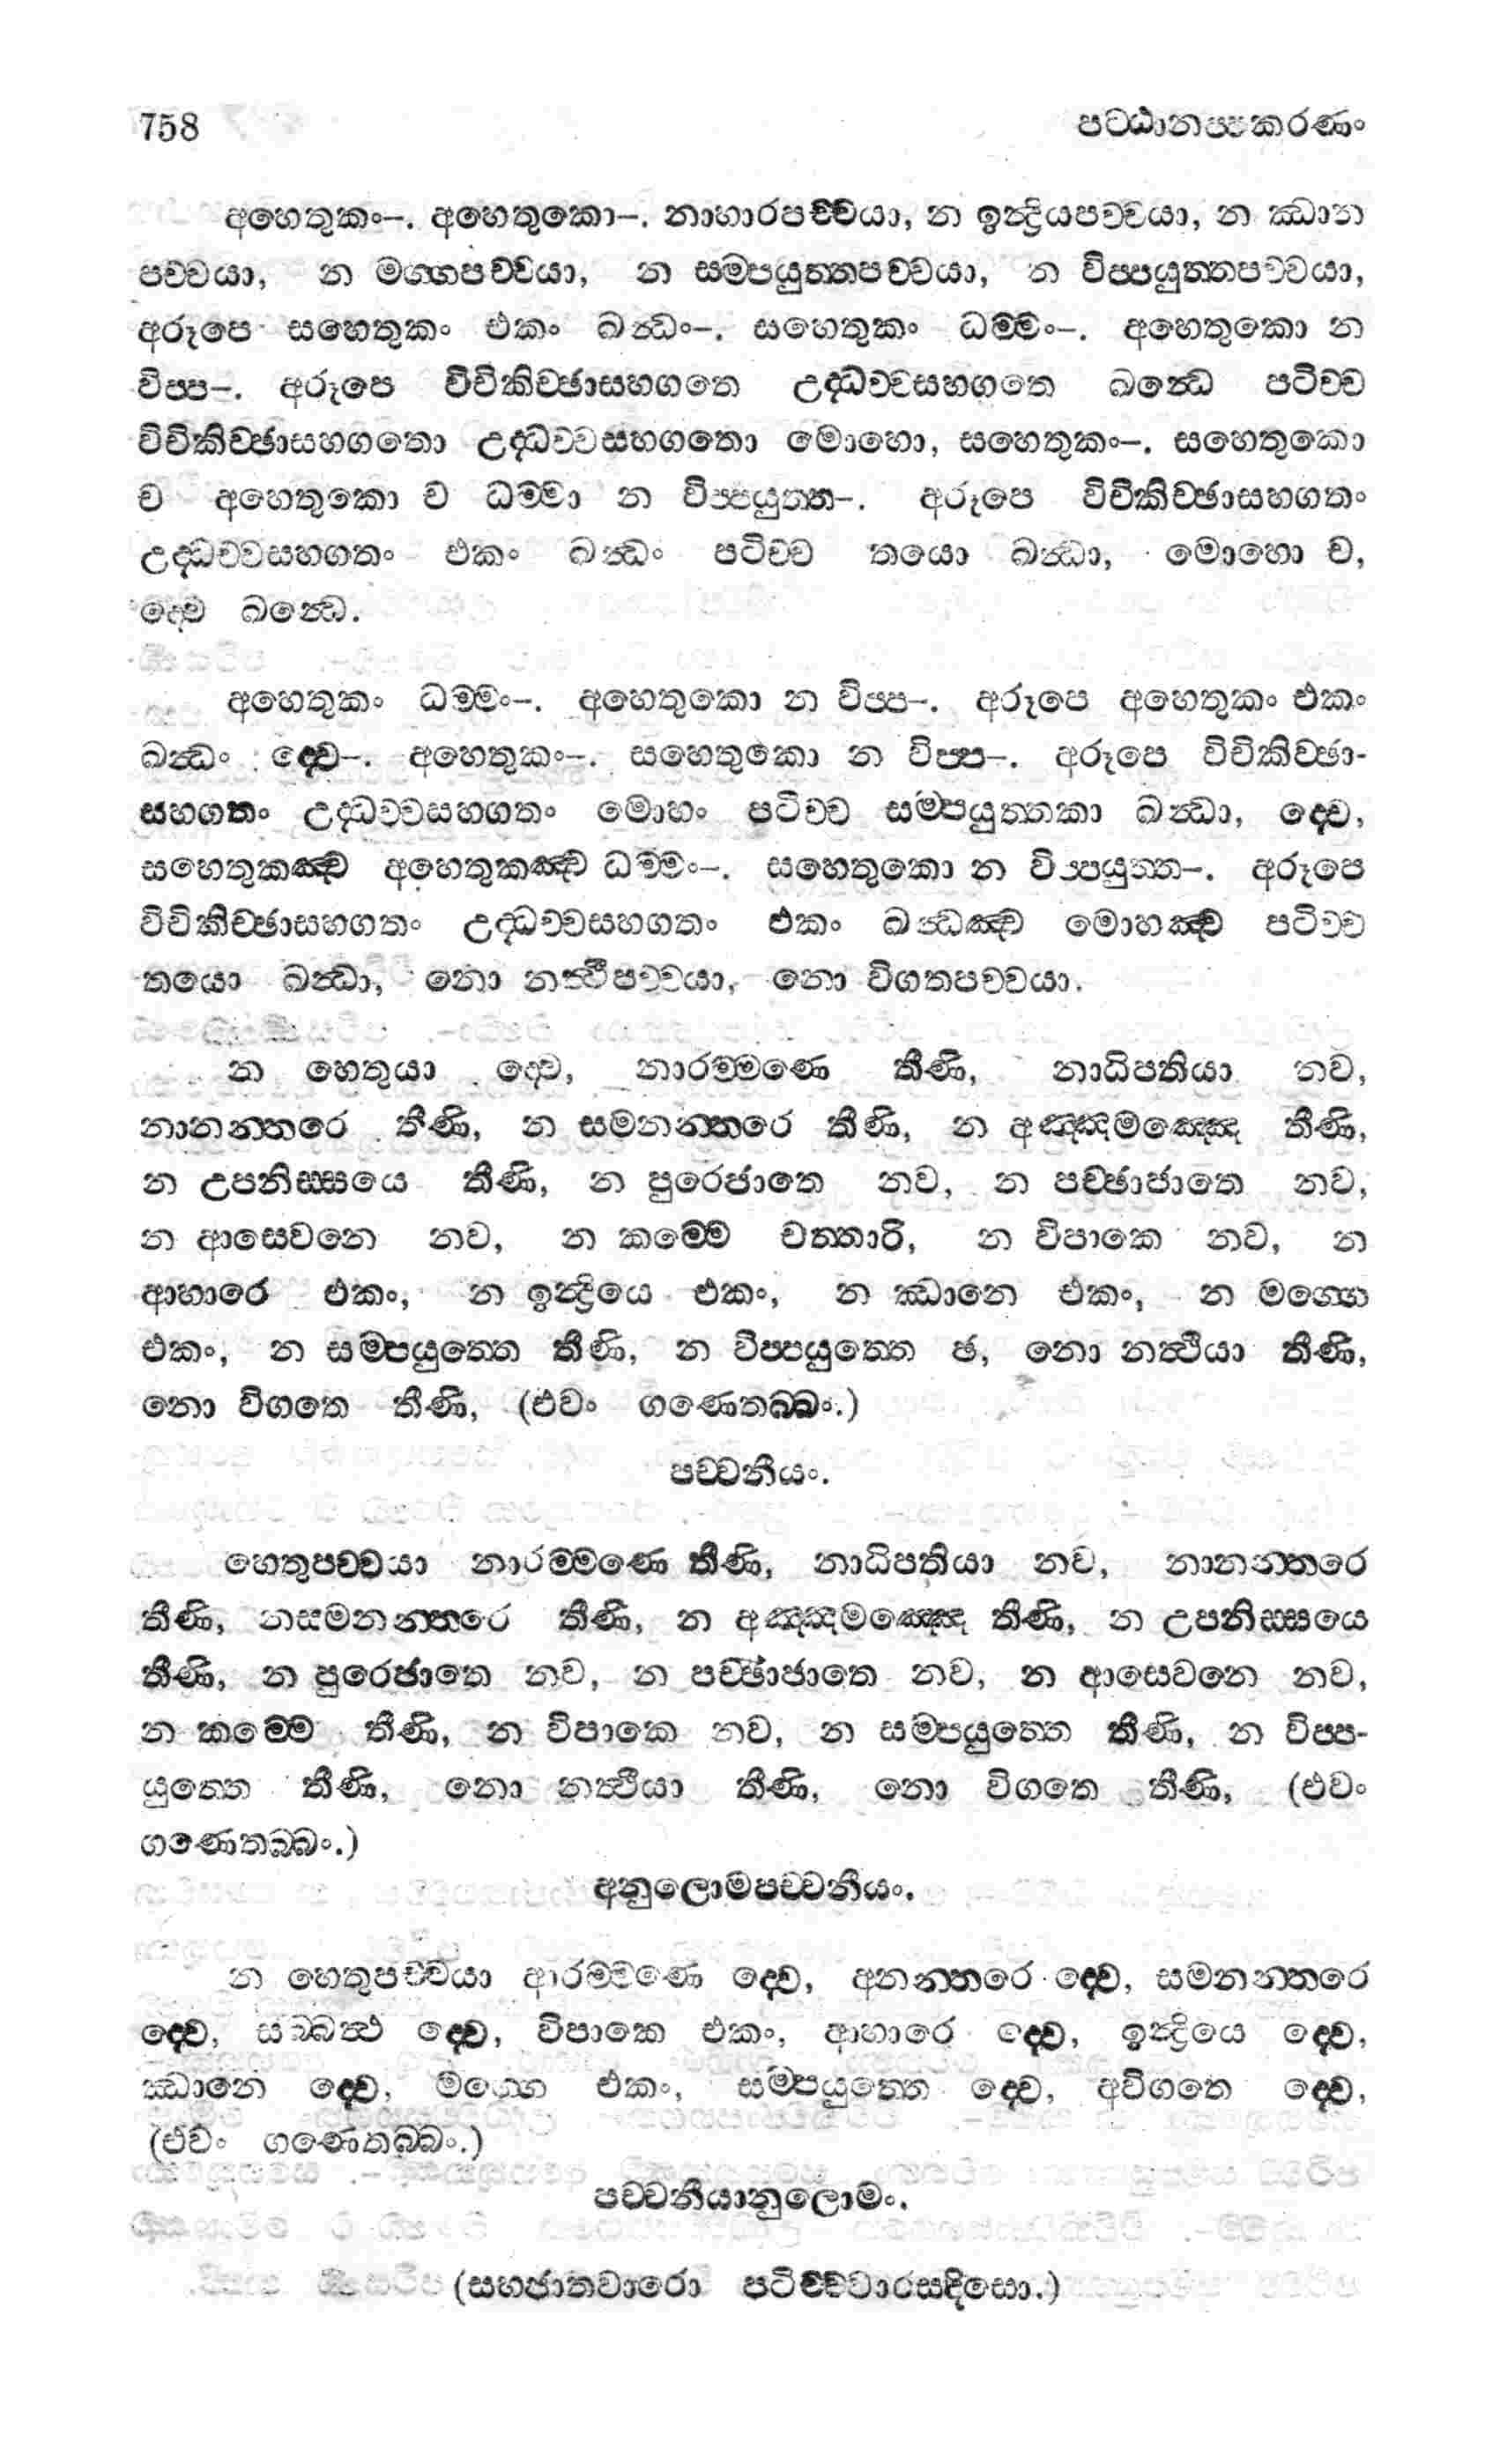 758 පට්ඨානප්පකරණං
අහෙතුකං–. අහෙතුකො–. නාහාරපච්චයා, න ඉන්ද්‍රියපච්චයා, න ඣාන
පච්චයා, න මග්ගපච්චයා, න සම්පයුත්තපච්චයා, න විප්පයුත්තපච්චයා,
අරූපෙ සහෙතුකං එකං ඛන්ධං–. සහෙතුකං ධම්මං–. අහෙතුකො න
විප්ප–. අරූපෙ විචිකිච්ඡාසහගතෙ උද්ධච්චසහගතෙ ඛන්ධෙ පටිච්ච
විචිකිච්ඡාසහගතො උද්ධච්චසහගතො මොහො, සහෙතුකං–. සහෙතුකො
ච අහෙතුකො ච ධම්මා න විප්පයුත්ත–. අරූපෙ විචිකිච්ඡාසහගතං
උද්ධච්චසහගතං එකං ඛන්ධං පටිච්ච තයො ඛන්ධා, මොහො ච,
ද්වෙ ඛන්ධෙ.
අහෙතුකං ධම්මං–. අහෙතුකො න විප්ප–. අරූපෙ අහෙතුකං එකං
ඛන්ධං ද්වෙ–. අහෙතුකං–. සහෙතුකො න විප්ප–. අරූපෙ විචිකිච්ඡා-
සහගතං උද්ධච්චසහගතං මොහං පටිච්ච සම්පයුත්තකා ඛන්ධා, ද්වෙ,
සහෙතුකඤ්ච අහෙතුකඤ්ච ධම්මං–. සහෙතුකො න විප්පයුත්ත–. අරූපෙ
විචිකිච්ඡාසහගතං උද්ධච්චසහගතං එකං ඛන්ධඤ්ච මොහඤ්ච පටිච්ච
තයො ඛන්ධා, නො නත්ථිපච්චයා, නො විගතපච්චයා.
න හෙතුයා ද්වෙ, නාරම්මණෙ තීණි, නාධිපතියා නව,
නානන්තරෙ තීණි, න සමනන්තරෙ තීණි, න අඤ්ඤමඤ්ඤෙ තීණි,
න උපනිස්සයෙ තීණි, න පුරෙජාතෙ නව, න පච්ඡාජාතෙ නව,
න ආසෙවනෙ නව, න කම්මෙ චත්තාරි, න විපාකෙ නව, න
ආහාරෙ එකං, න ඉන්ද්‍රියෙ එකං, න ඣානෙ එකං, න මග්ගෙ
එකං, න සම්පයුත්තෙ තීණි, න විප්පයුත්තෙ ඡ, නො නත්ථියා තීණි,
නො විගතෙ තීණි, (එවං ගණෙතබ්බං.)
පච්චනීයං.
හෙතුපච්චයා නාරම්මණෙ තීණි, නාධිපතියා නව, නානන්තරෙ
තීණි, නසමනන්තරෙ තීණි, න අඤ්ඤමඤ්ඤෙ තීණි, න උපනිස්සයෙ
තීණි, න පුරෙජාතෙ නව, න පච්ඡාජාතෙ නව, න ආසෙවනෙ නව,
න කම්මෙ තීණි, න විපාකෙ නව, න සම්පයුත්තෙ තීණි, න විප්ප-
යුත්තෙ තීණි, නො නත්ථියා තීණි, නො විගතෙ තීණි, (එවං
ගණෙතබ්බං.)
අනුලොමපච්චනීයං.
න හෙතුපච්චයා ආරම්මණෙ ද්වෙ, අනන්තරෙ ද්වෙ, සමනන්තරෙ
ද්වෙ, සබ්බත්ථ ද්වෙ, විපාකෙ එකං, ආහාරෙ ද්වෙ, ඉන්ද්‍රියෙ ද්වෙ,
ඣානෙ ද්වෙ, මග්ගෙ එකං, සම්පයුත්තෙ ද්වෙ, අවිගතෙ ද්වෙ,
(එවං ගණෙතබ්බං.)
පච්චනීයානුලොමං.
(සහජාතවාරො පටිච්චවාරසදිසො.)